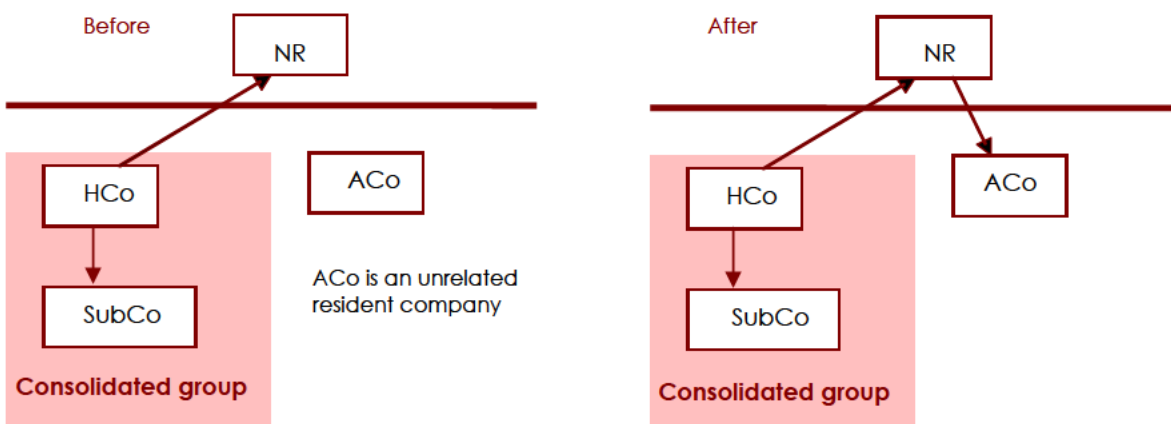 Before
NR
HCo
ACo
SubCo
ACo is an unrelated
resident company
Consolidated group
After
NR
HCo
ACo
SubCo
Consolidated group